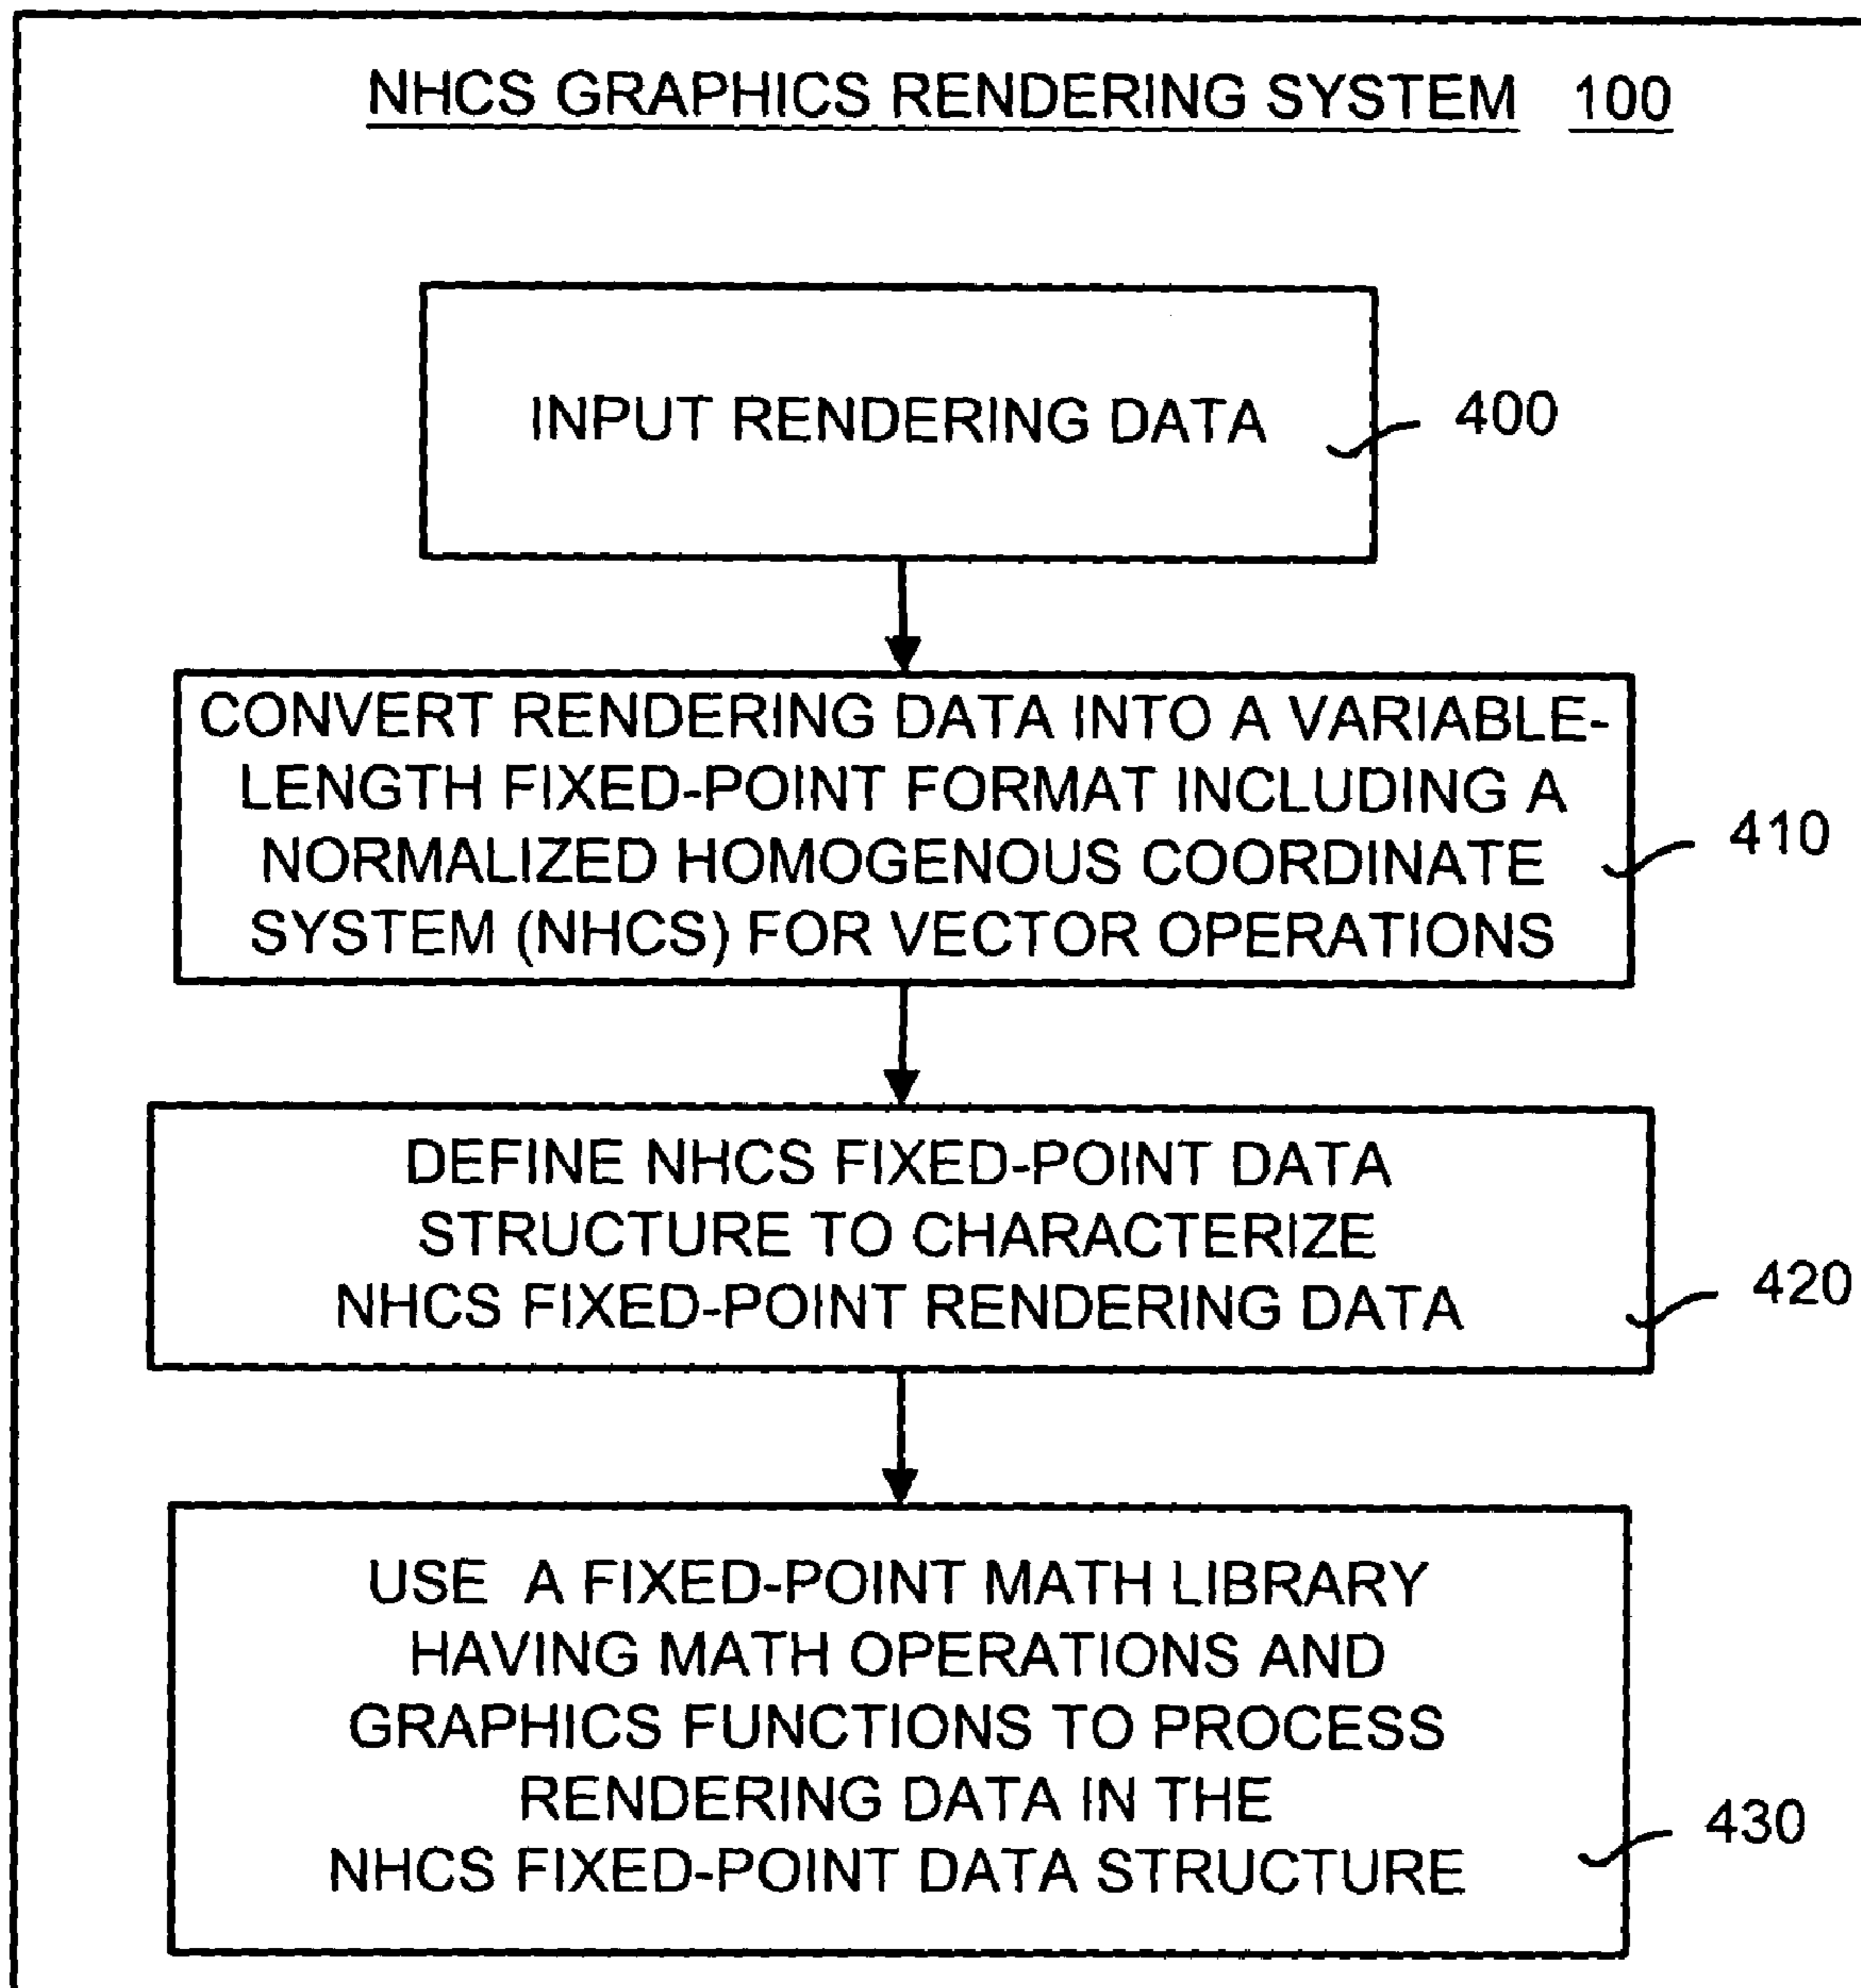 NHCS GRAPHICS RENDERING SYSTEM 100
INPUT RENDERING DATA
400
CONVERT RENDERING DATA INTO A VARIABLE-
LENGTH FIXED-POINT FORMAT INCLUDING A
NORMALIZED HOMOGENOUS COORDINATE
SYSTEM (NHCS) FOR VECTOR OPERATIONS
410
DEFINE NHCS FIXED-POINT DATA
STRUCTURE TO CHARACTERIZE
NHCS FIXED-POINT RENDERING DATA
420
USE A FIXED-POINT MATH LIBRARY
HAVING MATH OPERATIONS AND
GRAPHICS FUNCTIONS TO PROCESS
RENDERING DATA IN THE
NHCS FIXED-POINT DATA STRUCTURE
430